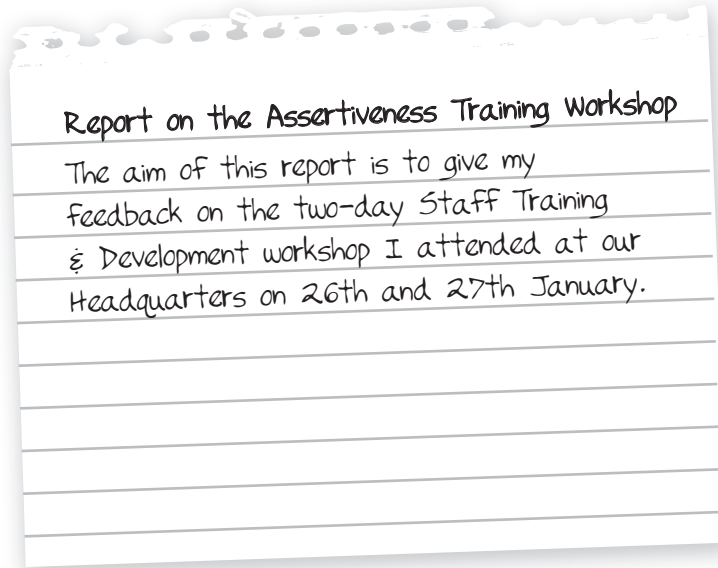 Report on the Assertiveness Training Workshop
The aim of this report is to give my
feedback on the two-day Staff Training
& Development workshop I attended at our
Headquarters on 26th and 27th January.